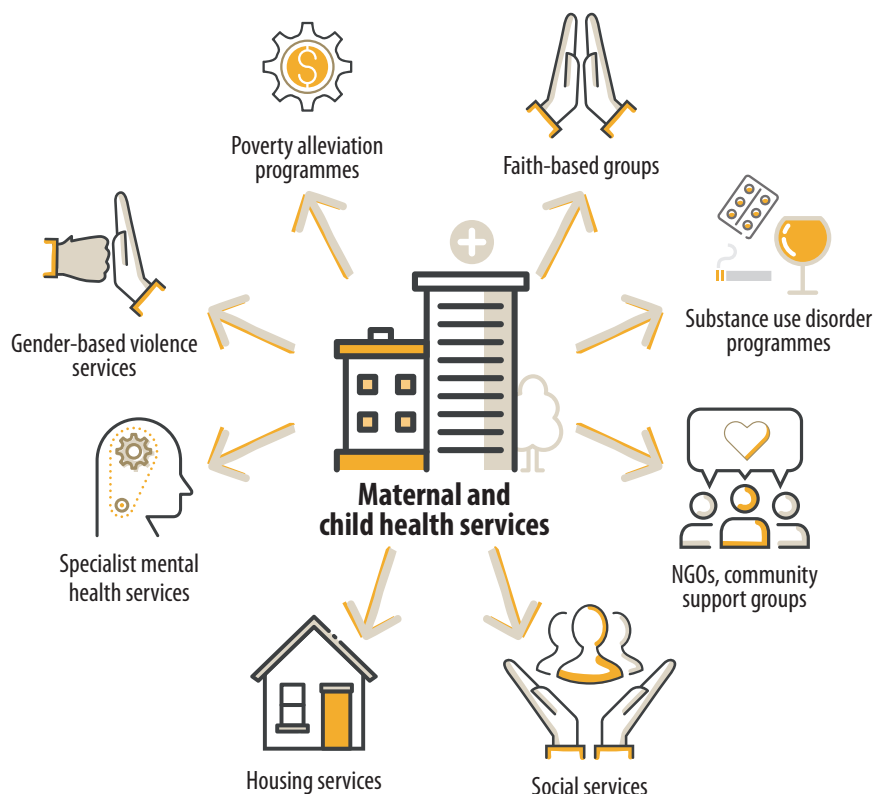 Poverty alleviation
programmes
Faith-based groups
Gender-based violence
services
Substance use disorder
programmes
Maternal and
child health services
Specialist mental
health services
NGOs, community
support groups
Housing services
Social services